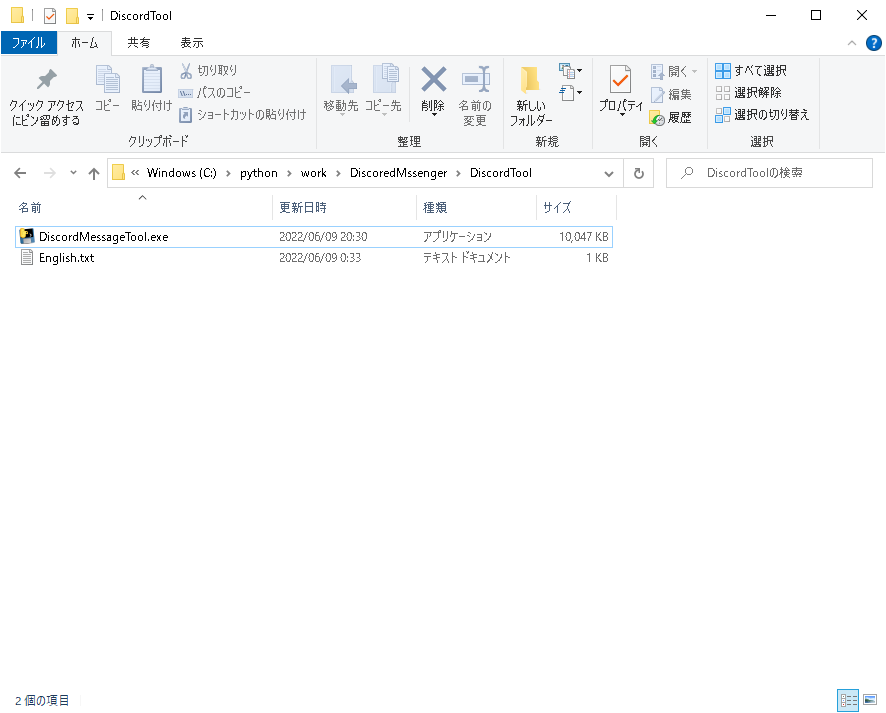 DiscordTool
ファイル ホーム 共有 表示
クイック アクセス
にピン留めする
コピー
貼り付け
切り取り
パスのコピー
ショートカットの貼り付け
クリップボード
移動先
コピー先
削除
名前の
変更
整理
新しい
フォルダー
新規
プロパティ
開く
編集
履歴
開く
すべて選択
選択解除
選択の切り替え
選択
« Windows (C:) › python › work › DiscoredMssenger › DiscordTool
DiscordToolの検索
名前 更新日時 種類 サイズ
DiscordMessageTool.exe 2022/06/09 20:30 アプリケーション 10,047 KB
English.txt 2022/06/09 0:33 テキスト ドキュメント 1 KB
2 個の項目